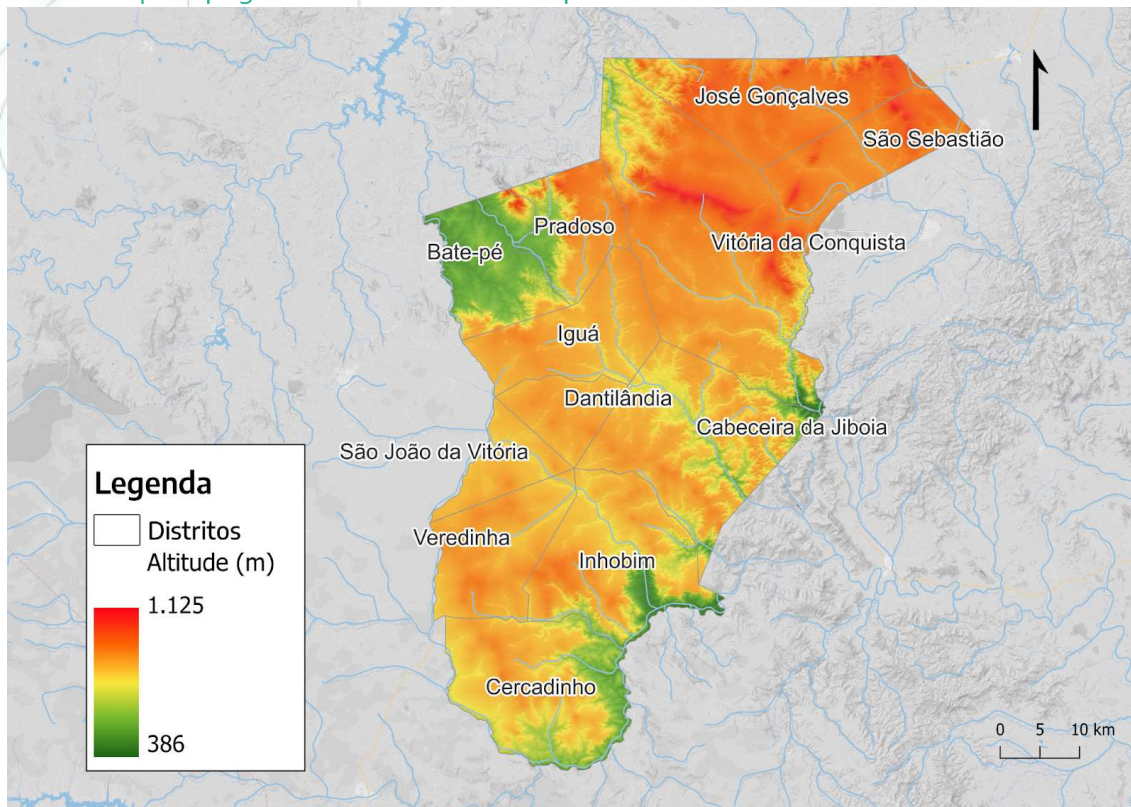 José Gonçalves
São Sebastião
Pradoso
Bate-pé
Vitória da Conquista
Iguá
Dantilândia
Cabeceira da Jiboia
São João da Vitória
Veredinha
Inhobim
Cercadinho
Legenda
Distritos
Altitude (m)
1.125
386
0 5 10 km